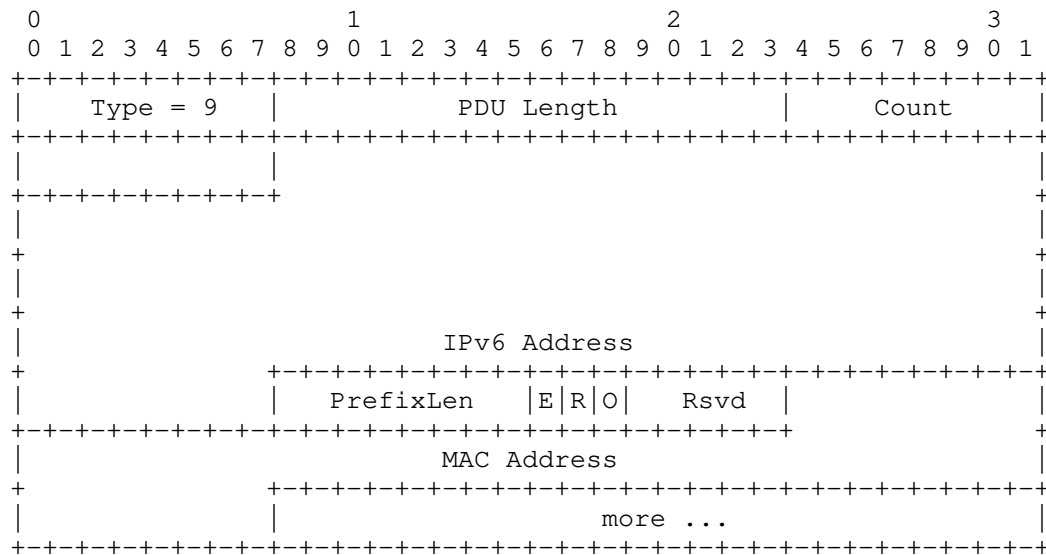 0                   1                   2                   3
 0 1 2 3 4 5 6 7 8 9 0 1 2 3 4 5 6 7 8 9 0 1 2 3 4 5 6 7 8 9 0 1
+-+-+-+-+-+-+-+-+-+-+-+-+-+-+-+-+-+-+-+-+-+-+-+-+-+-+-+-+-+-+-+-+
|    Type = 9   |           PDU Length          |     Count     |
+-+-+-+-+-+-+-+-+-+-+-+-+-+-+-+-+-+-+-+-+-+-+-+-+-+-+-+-+-+-+-+-+
|               |                                               |
+-+-+-+-+-+-+-+-+                                               +
|                                                               |
+                                                               +
|                                                               |
+                                                               +
|                          IPv6 Address                         |
+               +-+-+-+-+-+-+-+-+-+-+-+-+-+-+-+-+-+-+-+-+-+-+-+-+
|               |   PrefixLen   |E|R|O|   Rsvd  |               |
+-+-+-+-+-+-+-+-+-+-+-+-+-+-+-+-+-+-+-+-+-+-+-+-+               +
|                          MAC Address                          |
+               +-+-+-+-+-+-+-+-+-+-+-+-+-+-+-+-+-+-+-+-+-+-+-+-+
|               |                    more ...                   |
+-+-+-+-+-+-+-+-+-+-+-+-+-+-+-+-+-+-+-+-+-+-+-+-+-+-+-+-+-+-+-+-+